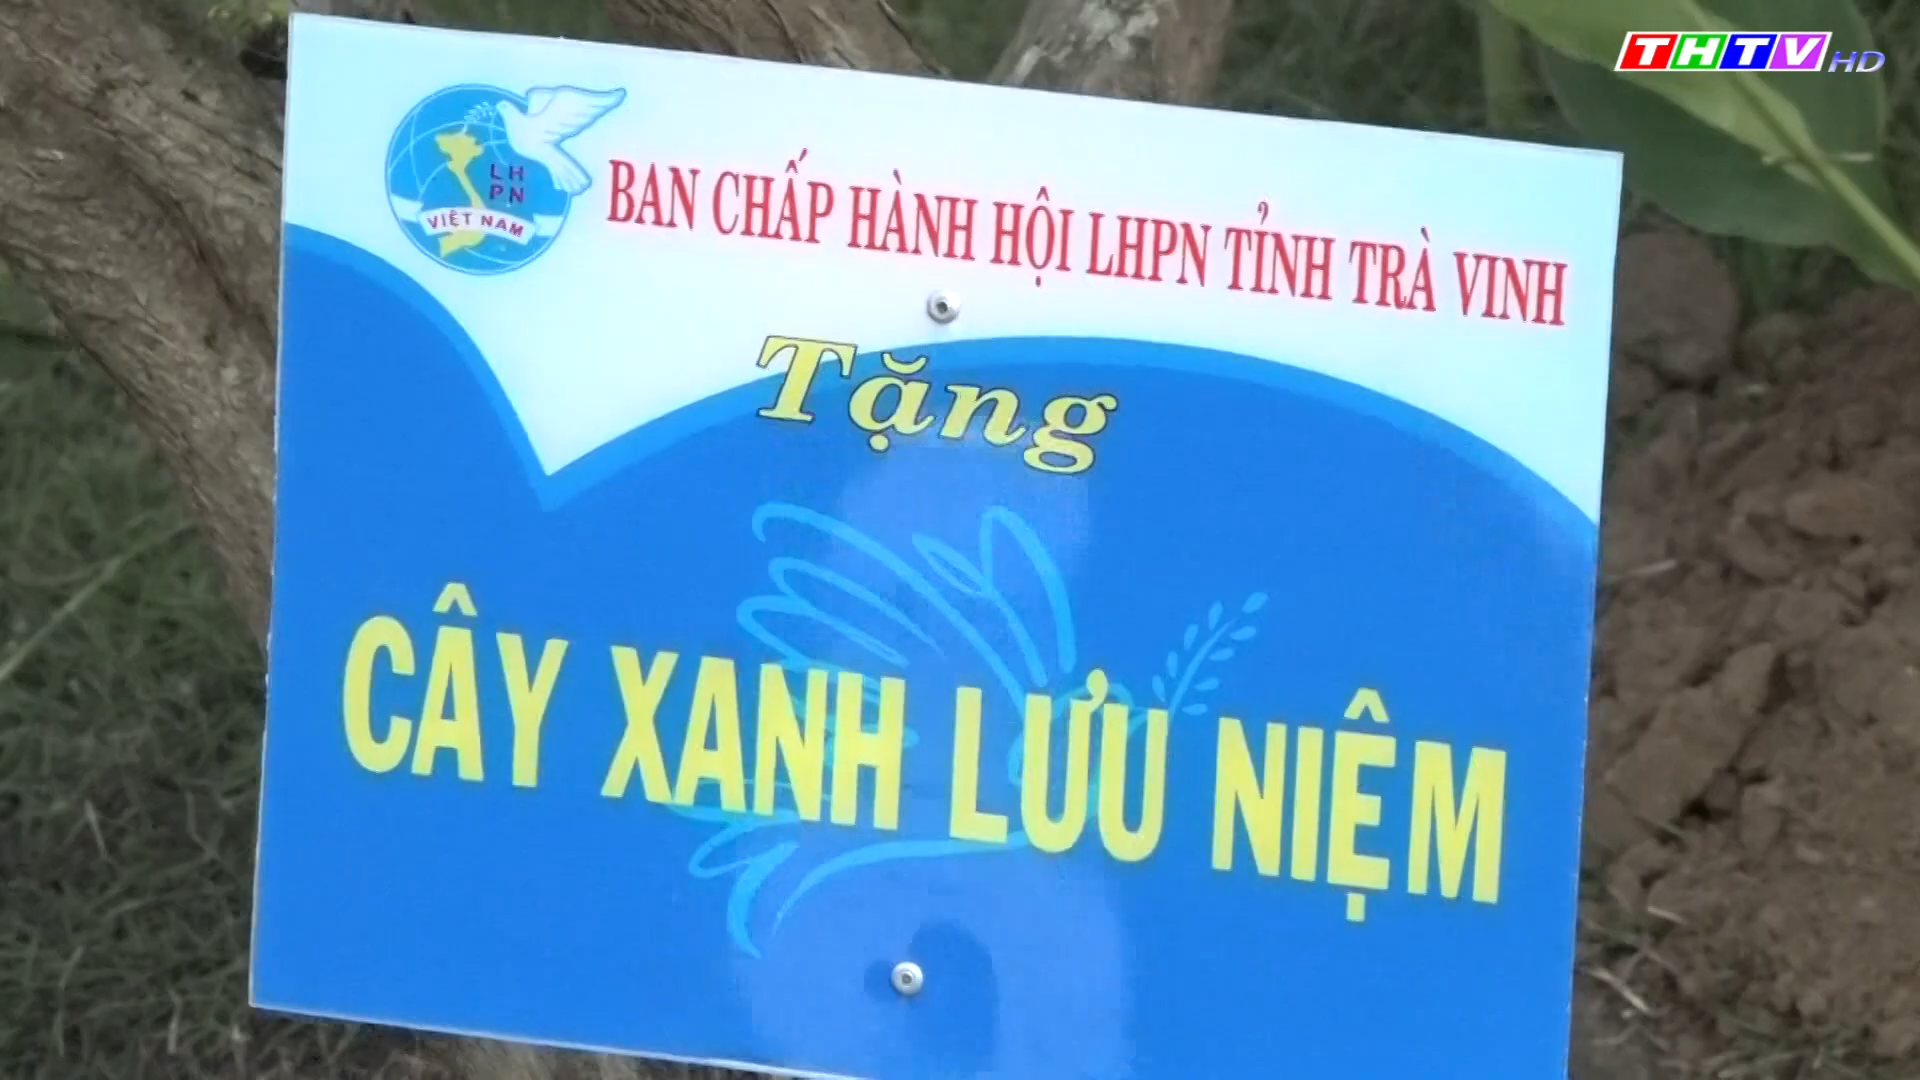 THTV HD
LH
PN
VIỆT NAM
BAN CHẤP HÀNH HỘI LHPN TỈNH TRÀ VINH
Tặng
CÂY XANH LƯU NIỆM